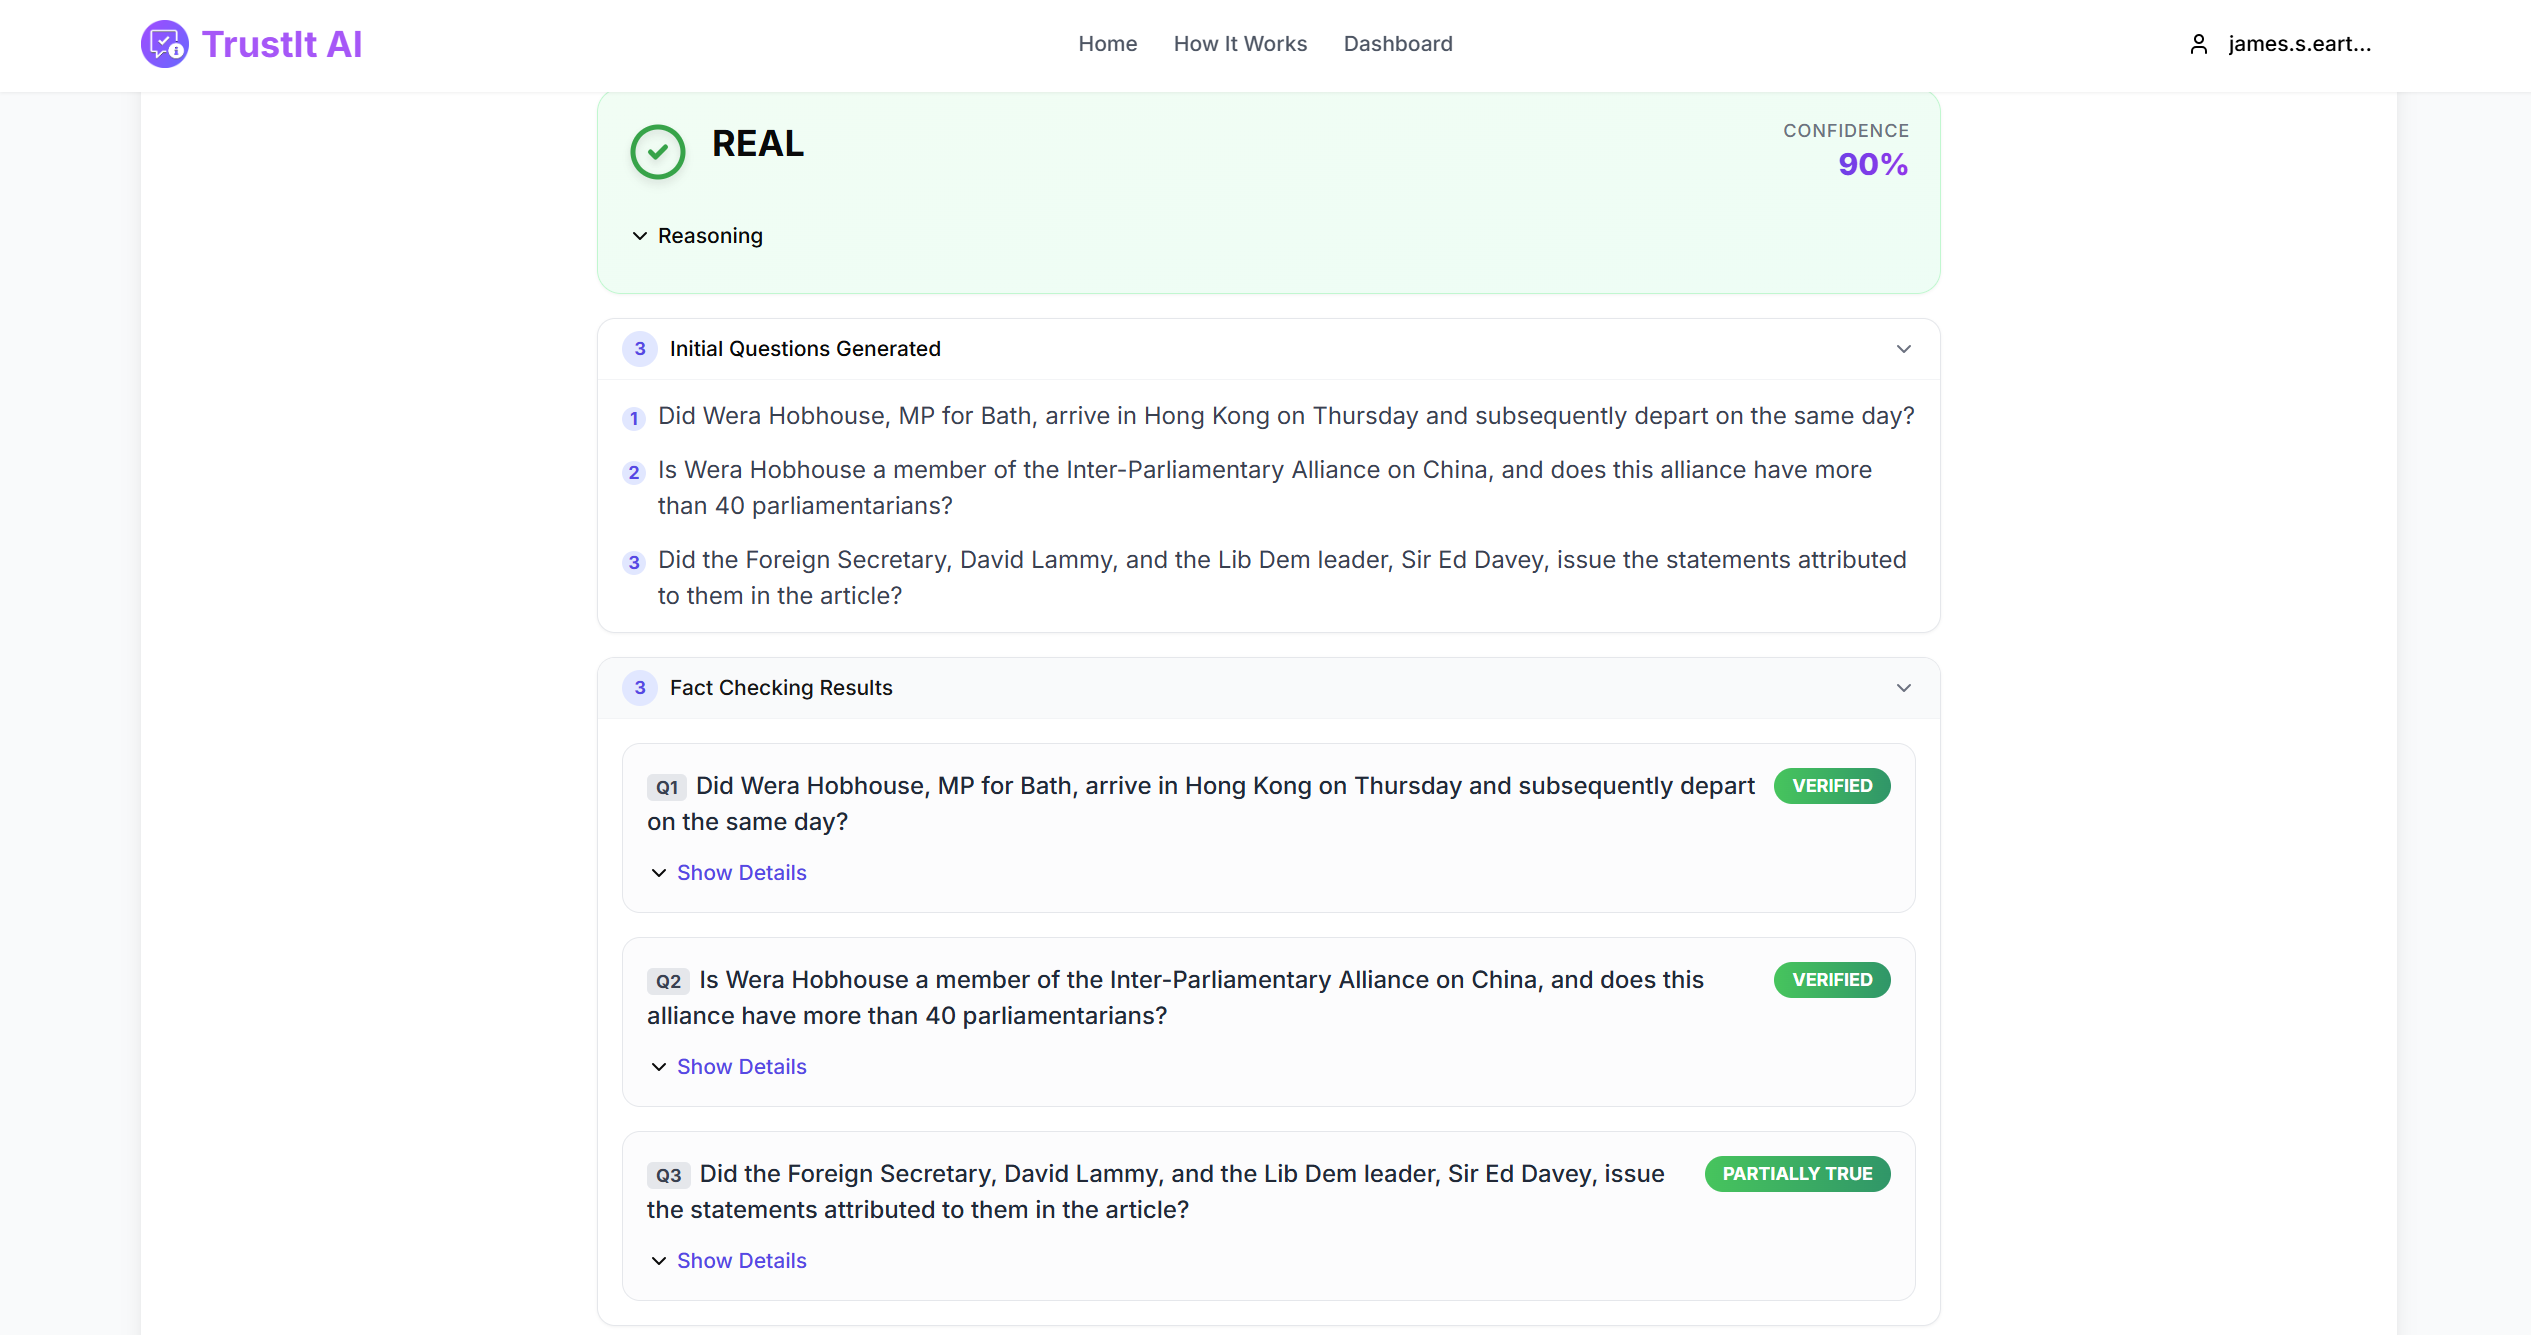 TrustIt AI
Home How It Works Dashboard
james.s.eart...
REAL
CONFIDENCE
90%
Reasoning
3 Initial Questions Generated
1 Did Wera Hobhouse, MP for Bath, arrive in Hong Kong on Thursday and subsequently depart on the same day?
2 Is Wera Hobhouse a member of the Inter-Parliamentary Alliance on China, and does this alliance have more
than 40 parliamentarians?
3 Did the Foreign Secretary, David Lammy, and the Lib Dem leader, Sir Ed Davey, issue the statements attributed
to them in the article?
3 Fact Checking Results
Q1 Did Wera Hobhouse, MP for Bath, arrive in Hong Kong on Thursday and subsequently depart
on the same day?
VERIFIED
Show Details
Q2 Is Wera Hobhouse a member of the Inter-Parliamentary Alliance on China, and does this
alliance have more than 40 parliamentarians?
VERIFIED
Show Details
Q3 Did the Foreign Secretary, David Lammy, and the Lib Dem leader, Sir Ed Davey, issue
the statements attributed to them in the article?
PARTIALLY TRUE
Show Details